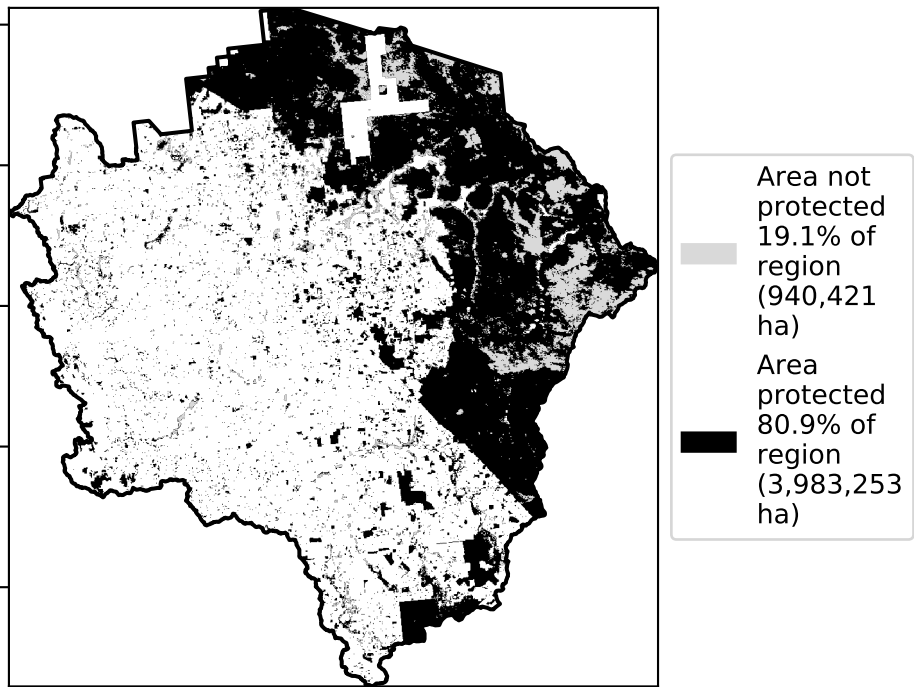 Area not
protected
19.1% of
region
(940,421
ha)
Area
protected
80.9% of
region
(3,983,253
ha)